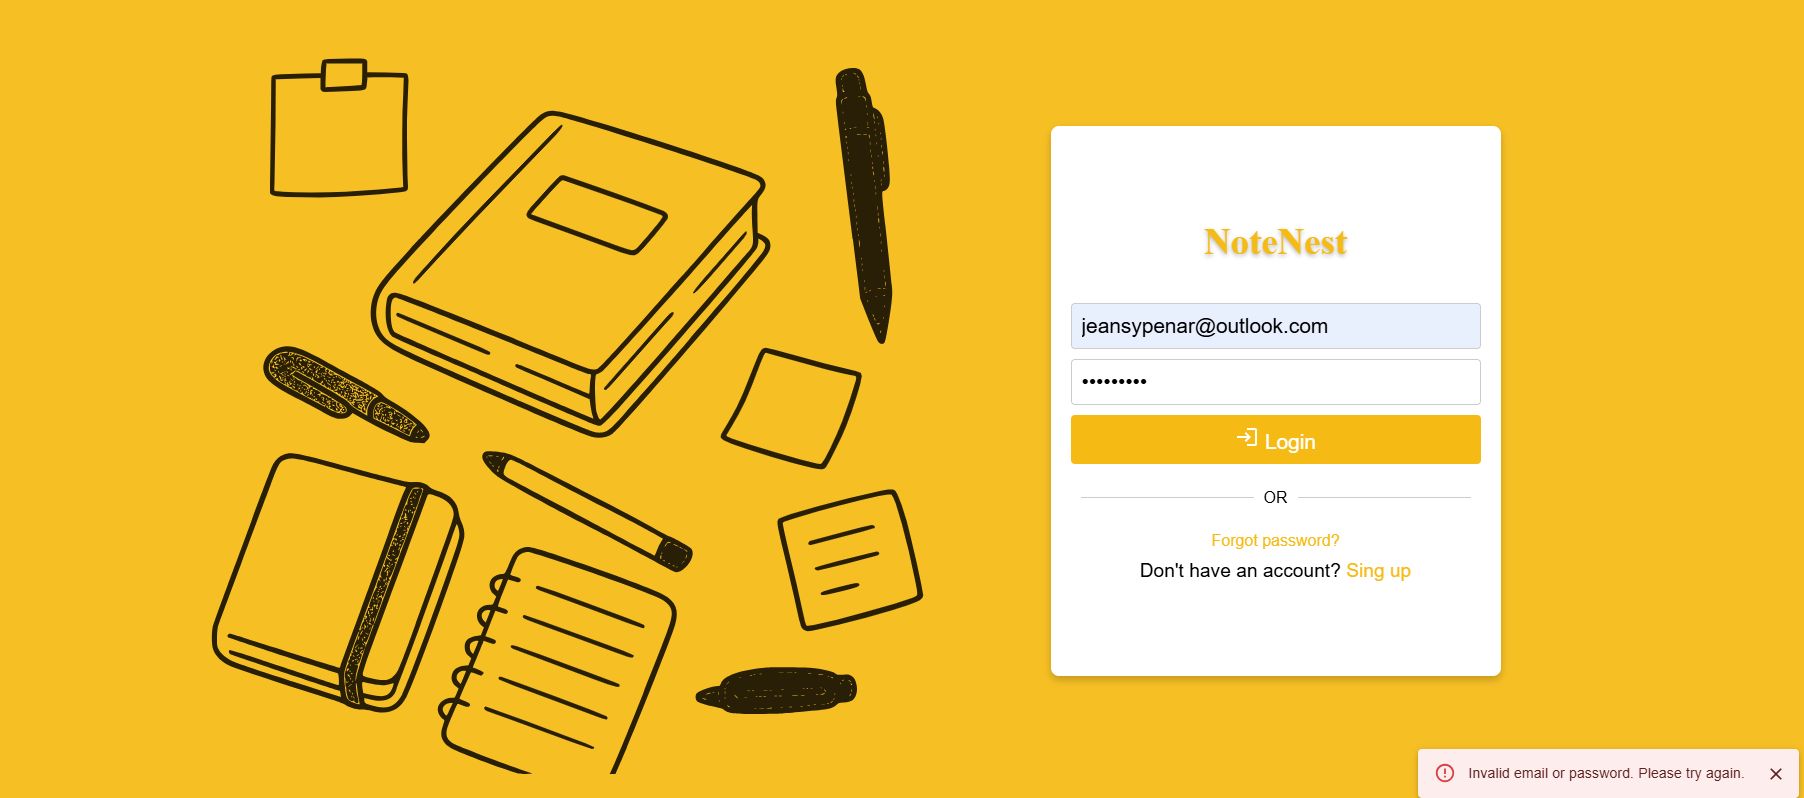 NoteNest
jeansypenar@outlook.com
•••••••••
Login
OR
Forgot password?
Don't have an account? Sing up
Invalid email or password. Please try again.